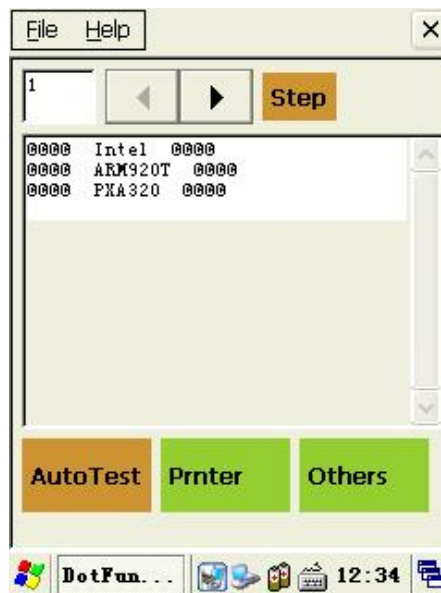 File Help
1
Step
0000 Intel 0000
0000 ARM920T 0000
0000 PXA320 0000
AutoTest Prnter Others
DotFun... 12:34